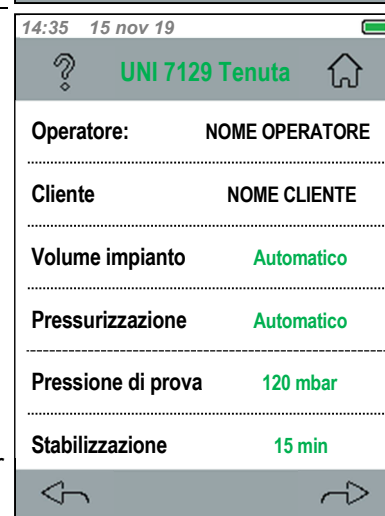 14:35 15 nov 19
UNI 7129 Tenuta
Operatore: NOME OPERATORE
Cliente NOME CLIENTE
Volume impianto Automatico
Pressurizzazione Automatico
Pressione di prova 120 mbar
Stabilizzazione 15 min